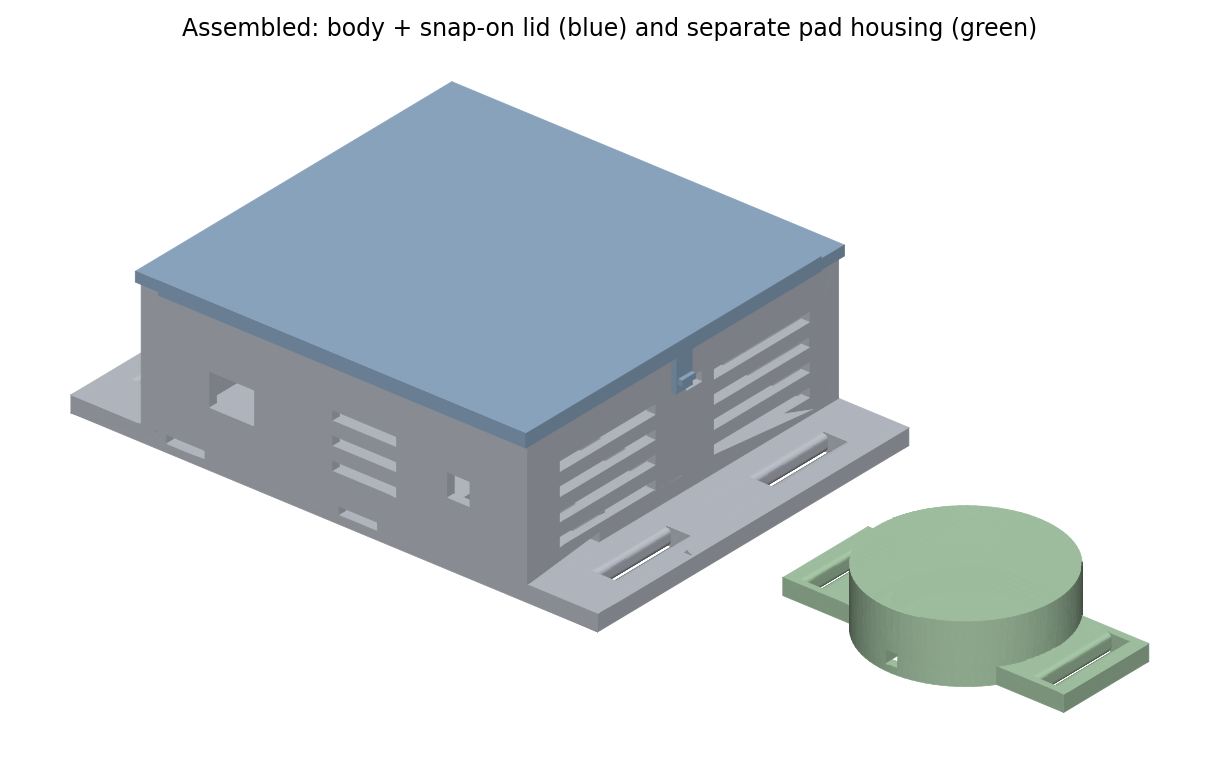 Assembled: body + snap-on lid (blue) and separate pad housing (green)